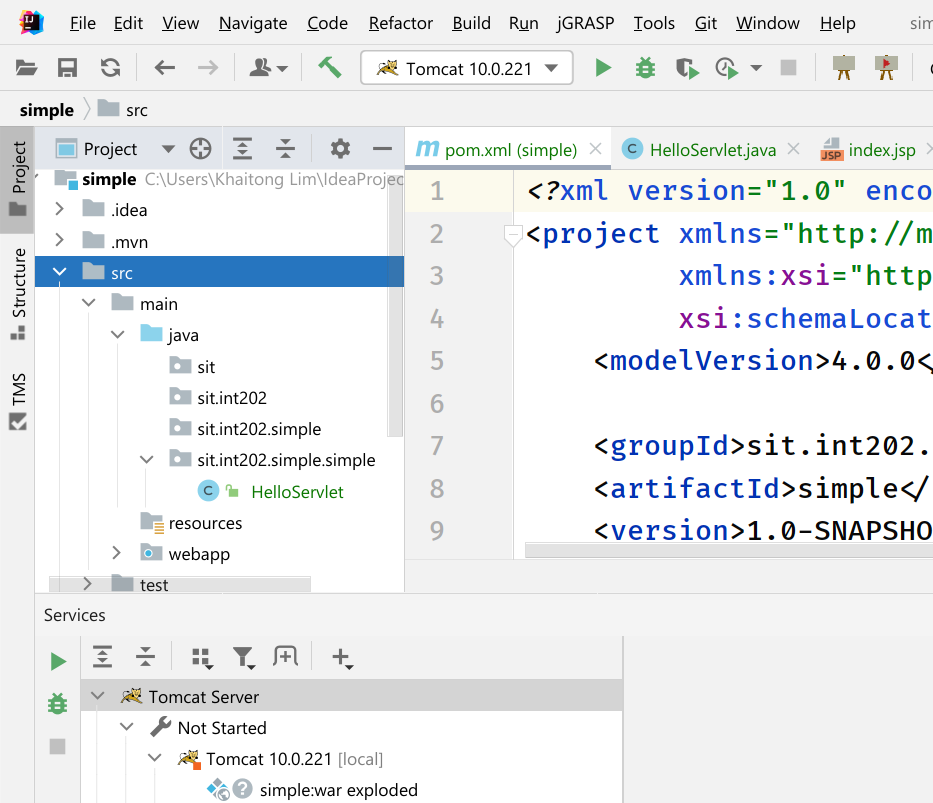 File Edit View Navigate Code Refactor Build Run jGRASP Tools Git Window Help sim
Tomcat 10.0.221
simple src
Project
Project
Structure
TMS
pom.xml (simple) HelloServlet.java index.jsp
simple C:\Users\Khaitong Lim\IdeaProjec
.idea
.mvn
src
main
java
sit
sit.int202
sit.int202.simple
sit.int202.simple.simple
HelloServlet
resources
webapp
test
1 <?xml version="1.0" enco
2 <project xmlns="http://m
3 xmlns:xsi="http
4 xsi:schemaLocat
5 <modelVersion>4.0.0<
6
7 <groupId>sit.int202.
8 <artifactId>simple</
9 <version>1.0-SNAPSHO
Services
Tomcat Server
Not Started
Tomcat 10.0.221 [local]
simple:war exploded